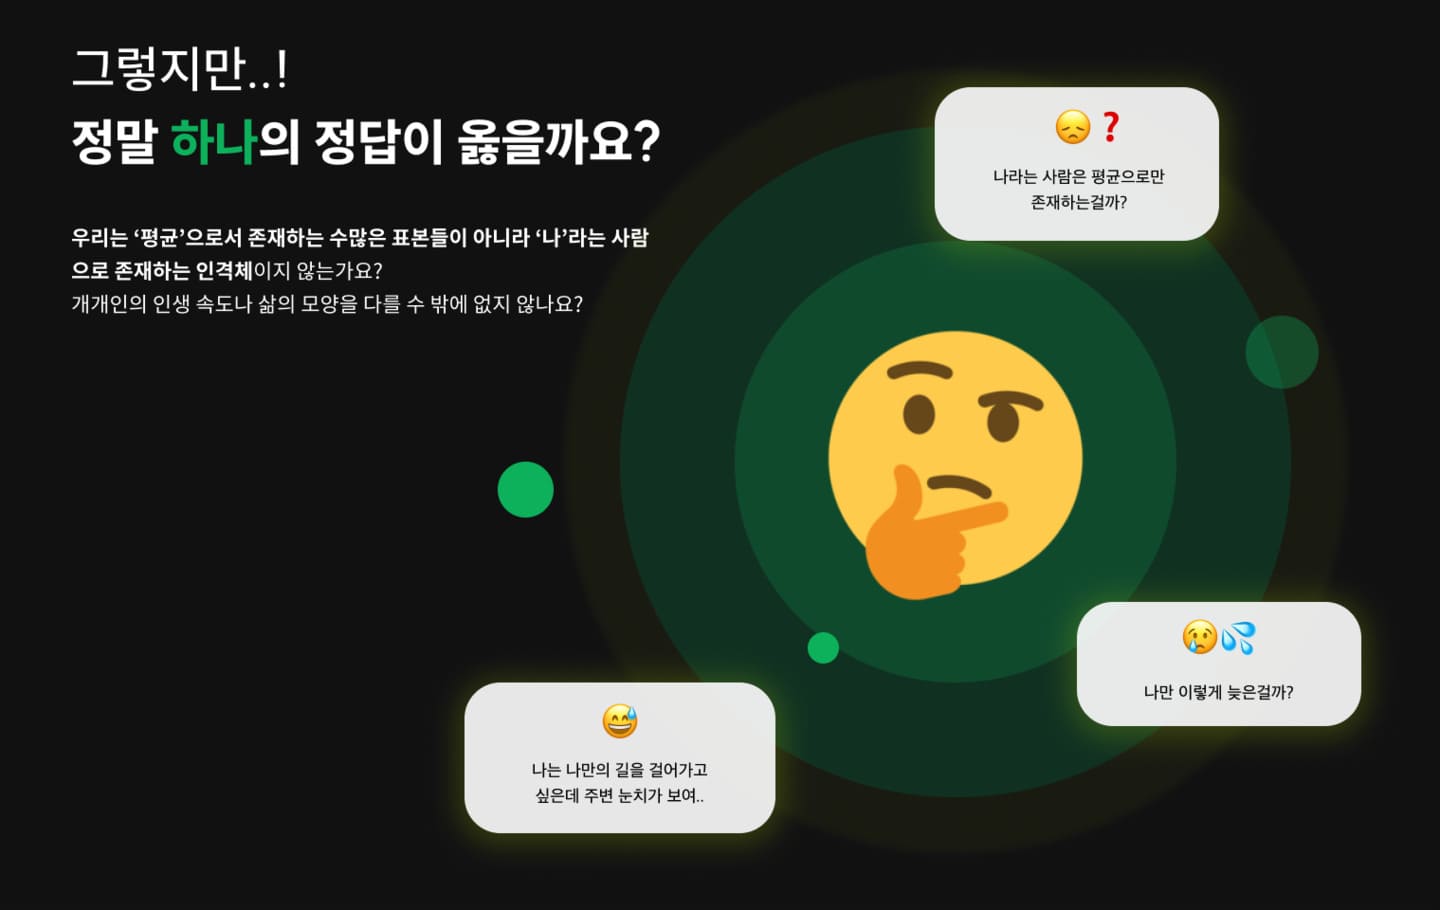 그렇지만..!
정말 하나의 정답이 옳을까요?
우리는 ‘평균’으로서 존재하는 수많은 표본들이 아니라 ‘나’라는 사람
으로 존재하는 인격체이지 않는가요?
개개인의 인생 속도나 삶의 모양을 다를 수 밖에 없지 않나요?
😞❓
나라는 사람은 평균으로만
존재하는걸까?
😢💦
나만 이렇게 늦은걸까?
😅
나는 나만의 길을 걸어가고
싶은데 주변 눈치가 보여..